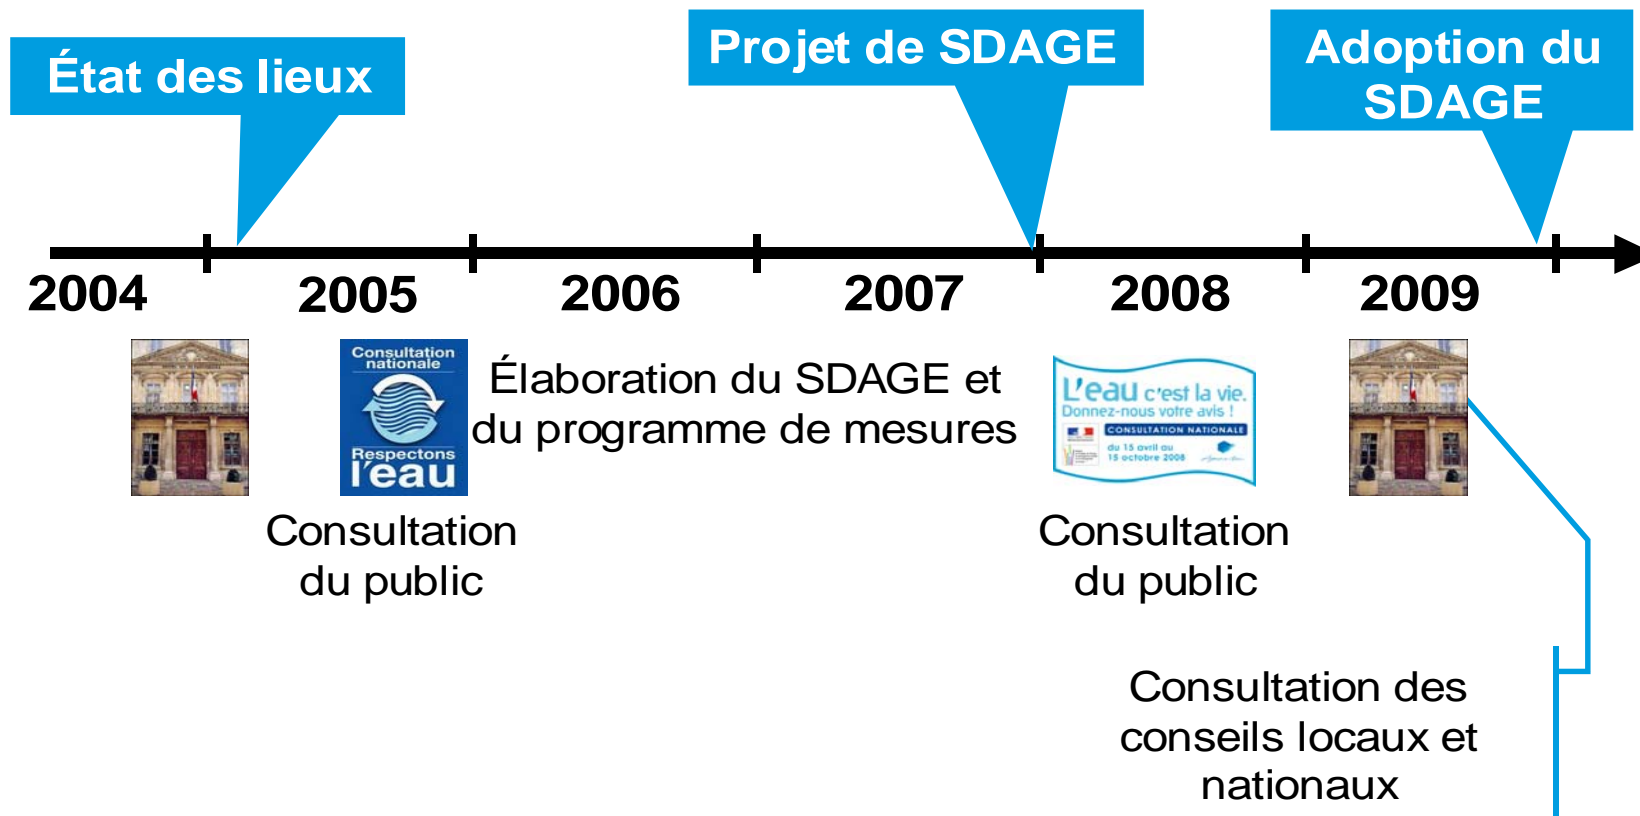 État des lieux
Projet de SDAGE
Adoption du
SDAGE
2004
2005
2006
2007
2008
2009
Consultation
nationale
Respectons
l'eau
Élaboration du SDAGE et
du programme de mesures
L'eau c'est la vie.
Donnez-nous votre avis !
CONSULTATION NATIONALE
du 15 avril au
15 octobre 2008
Consultation
du public
Consultation
du public
Consultation des
conseils locaux et
nationaux